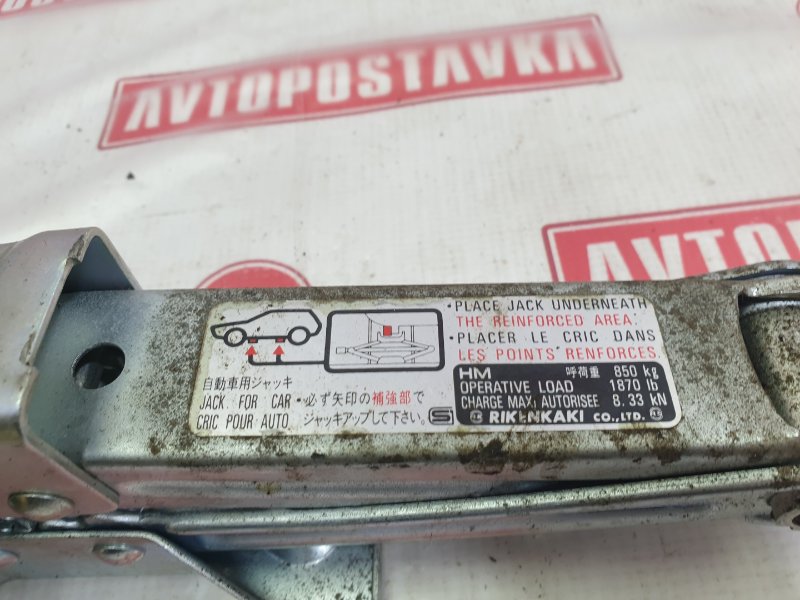 AVTOPOSTAVKA
AVTOPO
自動車用ジャッキ
JACK FOR CAR
CRIC POUR AUTO
・必ず矢印の補強部で
ジャッキアップして下さい。
・PLACE JACK UNDERNEATH
THE REINFORCED AREA.
・PLACER LE CRIC DANS
LES POINTS RENFORCES.
HM 呼荷重 850 kg
OPERATIVE LOAD 1870 lb
CHARGE MAX. AUTORISEE 8.33 kN
RIKENKAKI CO.,LTD.